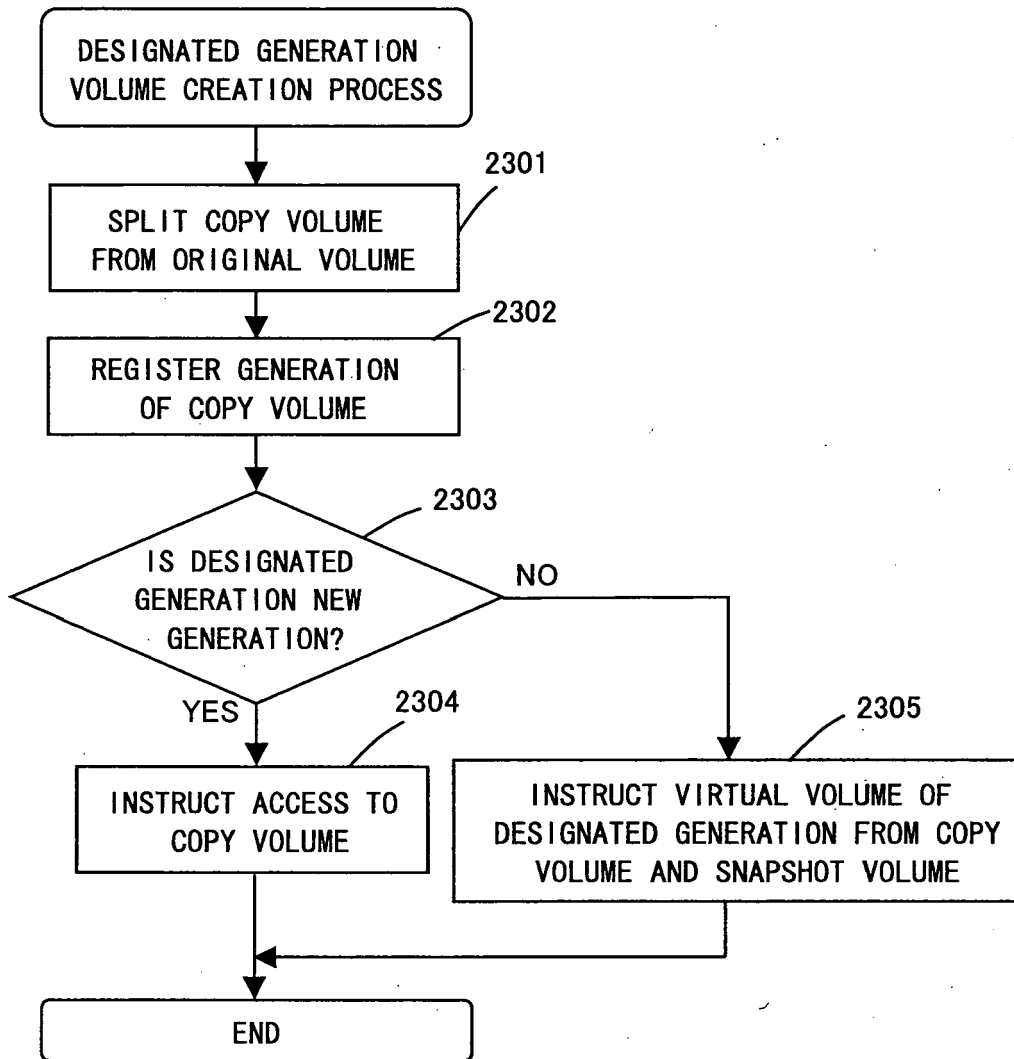 DESIGNATED GENERATION
VOLUME CREATION PROCESS
2301
SPLIT COPY VOLUME
FROM ORIGINAL VOLUME
2302
REGISTER GENERATION
OF COPY VOLUME
2303
IS DESIGNATED
GENERATION NEW
GENERATION?
NO
YES
2304
INSTRUCT ACCESS TO
COPY VOLUME
2305
INSTRUCT VIRTUAL VOLUME OF
DESIGNATED GENERATION FROM COPY
VOLUME AND SNAPSHOT VOLUME
END